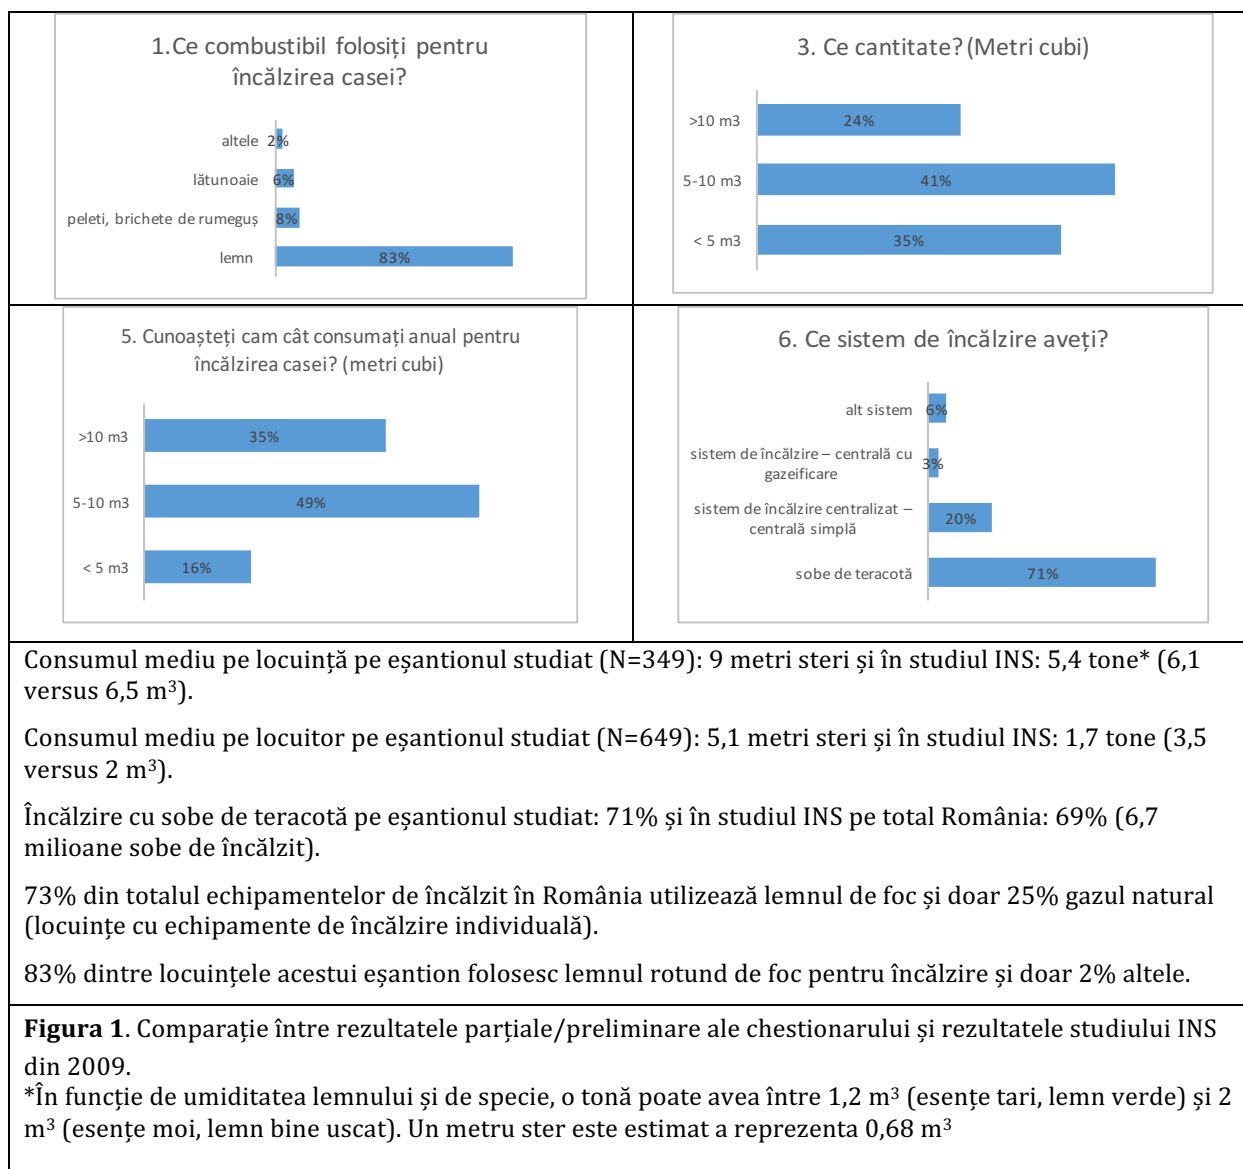 1.Ce combustibil folosiți pentru
încălzirea casei?
altele 2%
lătunoaie 6%
peleti, brichete de rumeguș 8%
lemn 83%
3. Ce cantitate? (Metri cubi)
>10 m3 24%
5-10 m3 41%
< 5 m3 35%
5. Cunoașteți cam cât consumați anual pentru
încălzirea casei? (metri cubi)
>10 m3 35%
5-10 m3 49%
< 5 m3 16%
6. Ce sistem de încălzire aveți?
alt sistem 6%
sistem de încălzire – centrală cu
gazeificare 3%
sistem de încălzire centralizat –
centrală simplă 20%
sobe de teracotă 71%
Consumul mediu pe locuință pe eșantionul studiat (N=349): 9 metri steri și în studiul INS: 5,4 tone* (6,1
versus 6,5 m³).
Consumul mediu pe locuitor pe eșantionul studiat (N=649): 5,1 metri steri și în studiul INS: 1,7 tone (3,5
versus 2 m³).
Încălzire cu sobe de teracotă pe eșantionul studiat: 71% și în studiul INS pe total România: 69% (6,7
milioane sobe de încălzit).
73% din totalul echipamentelor de încălzit în România utilizează lemnul de foc și doar 25% gazul natural
(locuințe cu echipamente de încălzire individuală).
83% dintre locuințele acestui eșantion folosesc lemnul rotund de foc pentru încălzire și doar 2% altele.
Figura 1. Comparație între rezultatele parțiale/preliminare ale chestionarului și rezultatele studiului INS
din 2009.
*În funcție de umiditatea lemnului și de specie, o tonă poate avea între 1,2 m³ (esențe tari, lemn verde) și 2
m³ (esențe moi, lemn bine uscat). Un metru ster este estimat a reprezenta 0,68 m³